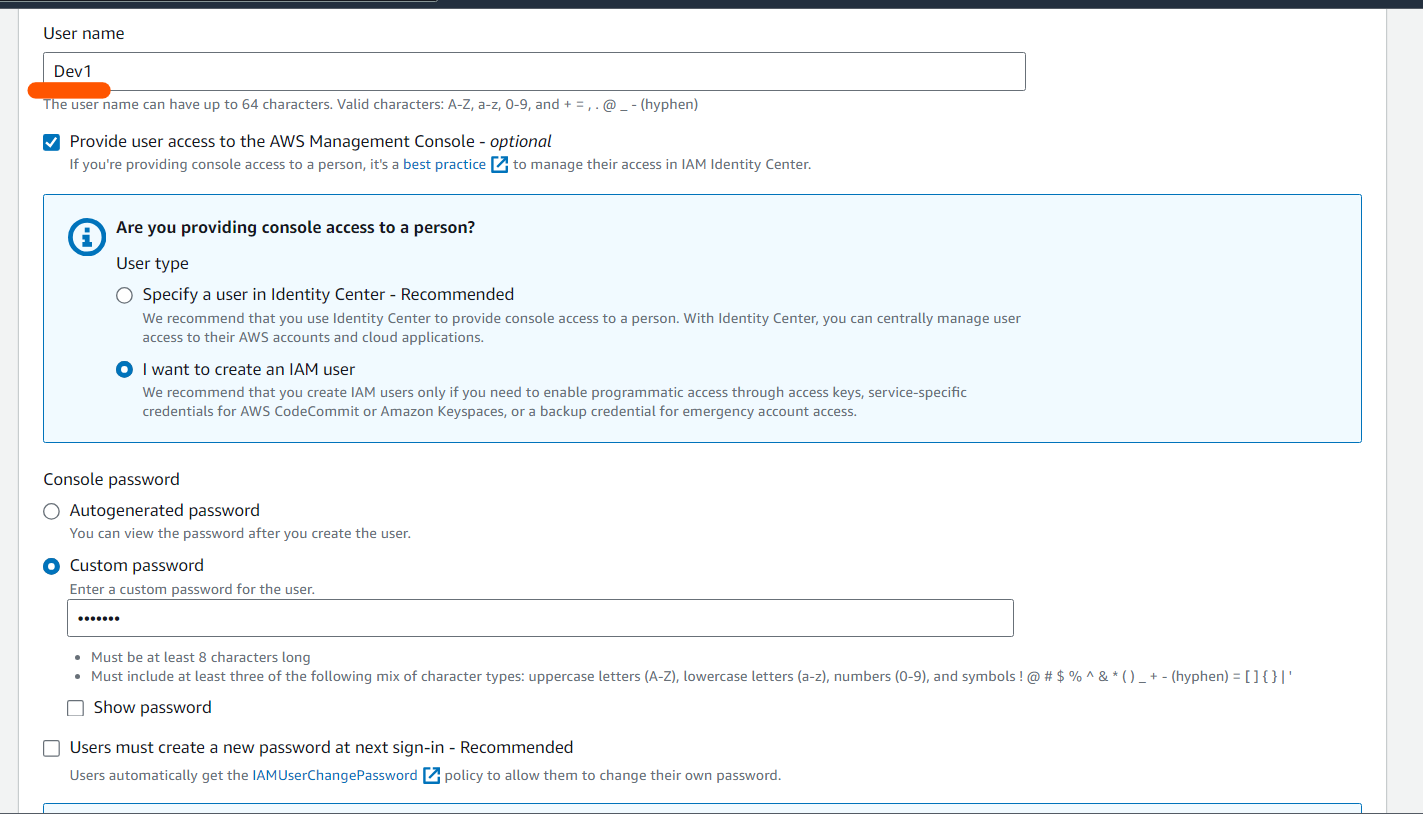 User name
Dev1
The user name can have up to 64 characters. Valid characters: A-Z, a-z, 0-9, and + = , . @ _ - (hyphen)
Provide user access to the AWS Management Console - optional
If you're providing console access to a person, it's a best practice to manage their access in IAM Identity Center.
Are you providing console access to a person?
User type
Specify a user in Identity Center - Recommended
We recommend that you use Identity Center to provide console access to a person. With Identity Center, you can centrally manage user
access to their AWS accounts and cloud applications.
I want to create an IAM user
We recommend that you create IAM users only if you need to enable programmatic access through access keys, service-specific
credentials for AWS CodeCommit or Amazon Keyspaces, or a backup credential for emergency account access.
Console password
Autogenerated password
You can view the password after you create the user.
Custom password
Enter a custom password for the user.
•••••••
• Must be at least 8 characters long
• Must include at least three of the following mix of character types: uppercase letters (A-Z), lowercase letters (a-z), numbers (0-9), and symbols ! @ # $ % ^ & * ( ) _ + - (hyphen) = [ ] { } | '
Show password
Users must create a new password at next sign-in - Recommended
Users automatically get the IAMUserChangePassword policy to allow them to change their own password.